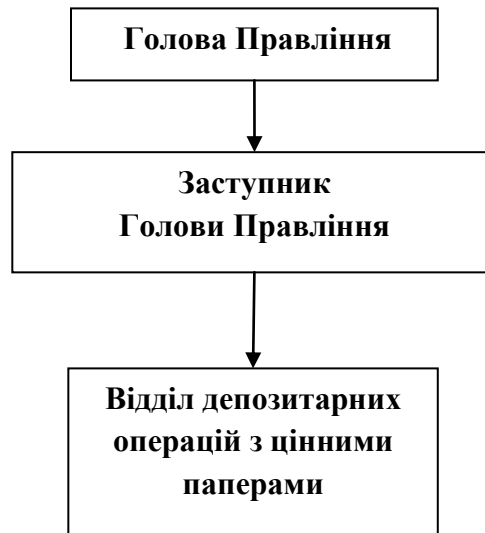 Голова Правління
Заступник
Голови Правління
Відділ депозитарних
операцій з цінними
паперами